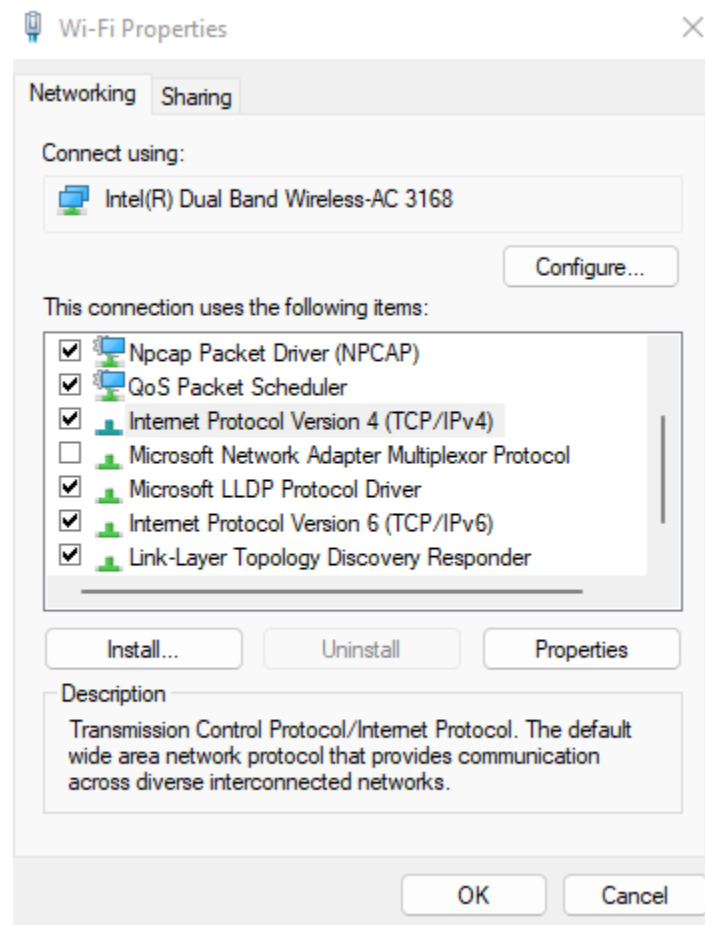 Wi-Fi Properties
Networking
Sharing
Connect using:
Intel(R) Dual Band Wireless-AC 3168
Configure...
This connection uses the following items:
Npcap Packet Driver (NPCAP)
QoS Packet Scheduler
Internet Protocol Version 4 (TCP/IPv4)
Microsoft Network Adapter Multiplexor Protocol
Microsoft LLDP Protocol Driver
Internet Protocol Version 6 (TCP/IPv6)
Link-Layer Topology Discovery Responder
Install...
Uninstall
Properties
Description
Transmission Control Protocol/Internet Protocol. The default
wide area network protocol that provides communication
across diverse interconnected networks.
OK
Cancel